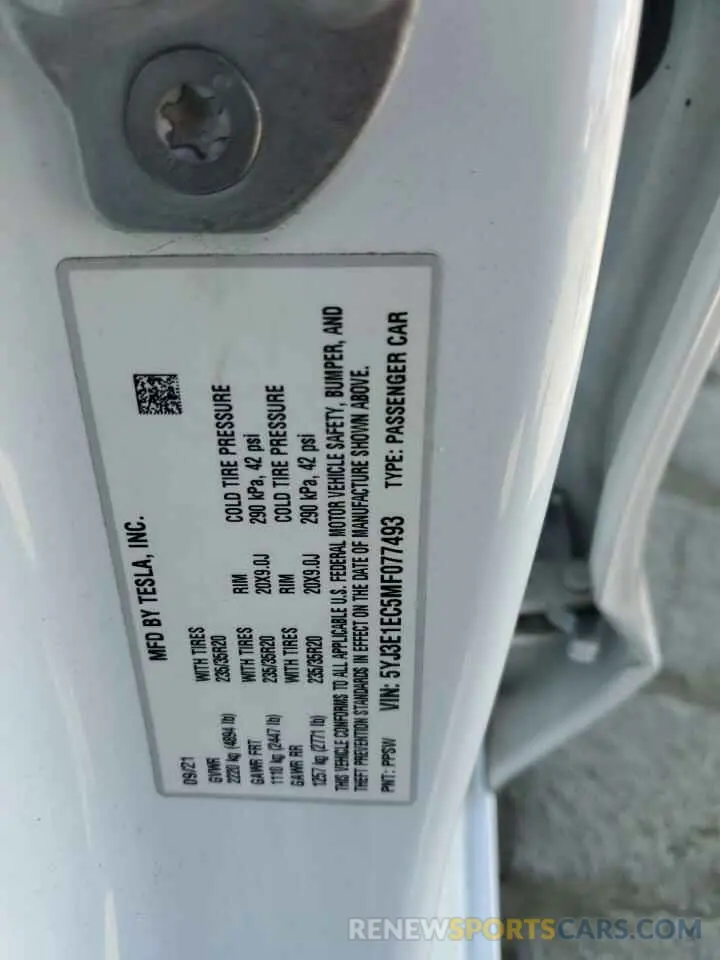 MFD BY TESLA, INC.
09/21
GVWR WITH TIRES RIM COLD TIRE PRESSURE
2220 kg (4894 lb) 235/35R20 20X9.0J 290 kPa, 42 psi
GAWR FRT WITH TIRES RIM COLD TIRE PRESSURE
1110 kg (2447 lb) 235/35R20 20X9.0J 290 kPa, 42 psi
GAWR RR WITH TIRES
1257 kg (2771 lb) 235/35R20
THIS VEHICLE CONFORMS TO ALL APPLICABLE U.S. FEDERAL MOTOR VEHICLE SAFETY, BUMPER, AND
THEFT PREVENTION STANDARDS IN EFFECT ON THE DATE OF MANUFACTURE SHOWN ABOVE.
PNT: PPSW VIN: 5YJ3E1EC5MF077493 TYPE: PASSENGER CAR
RENEWSPORTSCARS.COM